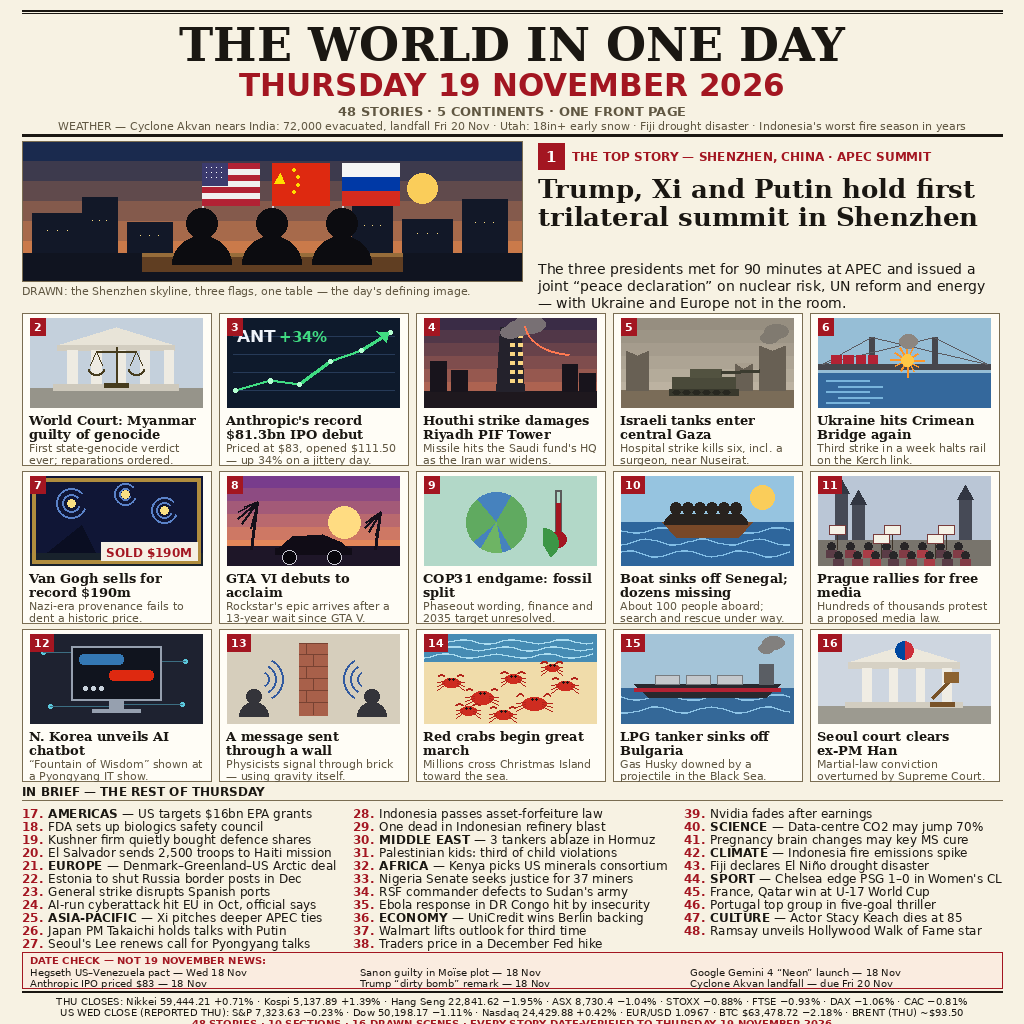 THE WORLD IN ONE DAY
THURSDAY 19 NOVEMBER 2026
48 STORIES · 5 CONTINENTS · ONE FRONT PAGE
WEATHER — Cyclone Akvan nears India: 72,000 evacuated, landfall Fri 20 Nov · Utah: 18in+ early snow · Fiji drought disaster · Indonesia's worst fire season in years
DRAWN: the Shenzhen skyline, three flags, one table — the day's defining image.
1 THE TOP STORY — SHENZHEN, CHINA · APEC SUMMIT
Trump, Xi and Putin hold first
trilateral summit in Shenzhen
The three presidents met for 90 minutes at APEC and issued a
joint “peace declaration” on nuclear risk, UN reform and energy
— with Ukraine and Europe not in the room.
2
World Court: Myanmar
guilty of genocide
First state-genocide verdict
ever; reparations ordered.
3
ANT +34%
Anthropic's record
$81.3bn IPO debut
Priced at $83, opened $111.50
— up 34% on a jittery day.
4
Houthi strike damages
Riyadh PIF Tower
Missile hits the Saudi fund's HQ
as the Iran war widens.
5
Israeli tanks enter
central Gaza
Hospital strike kills six, incl. a
surgeon, near Nuseirat.
6
Ukraine hits Crimean
Bridge again
Third strike in a week halts rail
on the Kerch link.
7
SOLD $190M
Van Gogh sells for
record $190m
Nazi-era provenance fails to
dent a historic price.
8
GTA VI debuts to
acclaim
Rockstar's epic arrives after a
13-year wait since GTA V.
9
COP31 endgame: fossil
split
Phaseout wording, finance and
2035 target unresolved.
10
Boat sinks off Senegal;
dozens missing
About 100 people aboard;
search and rescue under way.
11
Prague rallies for free
media
Hundreds of thousands protest
a proposed media law.
12
N. Korea unveils AI
chatbot
“Fountain of Wisdom” shown at
a Pyongyang IT show.
13
A message sent
through a wall
Physicists signal through brick
— using gravity itself.
14
Red crabs begin great
march
Millions cross Christmas Island
toward the sea.
15
LPG tanker sinks off
Bulgaria
Gas Husky downed by a
projectile in the Black Sea.
16
Seoul court clears
ex-PM Han
Martial-law conviction
overturned by Supreme Court.
IN BRIEF — THE REST OF THURSDAY
17. AMERICAS — US targets $16bn EPA grants
18. FDA sets up biologics safety council
19. Kushner firm quietly bought defence shares
20. El Salvador sends 2,500 troops to Haiti mission
21. EUROPE — Denmark–Greenland–US Arctic deal
22. Estonia to shut Russia border posts in Dec
23. General strike disrupts Spanish ports
24. AI-run cyberattack hit EU in Oct, official says
25. ASIA-PACIFIC — Xi pitches deeper APEC ties
26. Japan PM Takaichi holds talks with Putin
27. Seoul's Lee renews call for Pyongyang talks
28. Indonesia passes asset-forfeiture law
29. One dead in Indonesian refinery blast
30. MIDDLE EAST — 3 tankers ablaze in Hormuz
31. Palestinian kids: third of child violations
32. AFRICA — Kenya picks US minerals consortium
33. Nigeria Senate seeks justice for 37 miners
34. RSF commander defects to Sudan's army
35. Ebola response in DR Congo hit by insecurity
36. ECONOMY — UniCredit wins Berlin backing
37. Walmart lifts outlook for third time
38. Traders price in a December Fed hike
39. Nvidia fades after earnings
40. SCIENCE — Data-centre CO2 may jump 70%
41. Pregnancy brain changes may key MS cure
42. CLIMATE — Indonesia fire emissions spike
43. Fiji declares El Niño drought disaster
44. SPORT — Chelsea edge PSG 1–0 in Women's CL
45. France, Qatar win at U-17 World Cup
46. Portugal top group in five-goal thriller
47. CULTURE — Actor Stacy Keach dies at 85
48. Ramsay unveils Hollywood Walk of Fame star
DATE CHECK — NOT 19 NOVEMBER NEWS:
Hegseth US–Venezuela pact — Wed 18 Nov
Anthropic IPO priced $83 — 18 Nov
Sanon guilty in Moïse plot — 18 Nov
Trump “dirty bomb” remark — 18 Nov
Google Gemini 4 “Neon” launch — 18 Nov
Cyclone Akvan landfall — due Fri 20 Nov
THU CLOSES: Nikkei 59,444.21 +0.71% · Kospi 5,137.89 +1.39% · Hang Seng 22,841.62 −1.95% · ASX 8,730.4 −1.04% · STOXX −0.88% · FTSE −0.93% · DAX −1.06% · CAC −0.81%
US WED CLOSE (REPORTED THU): S&P 7,323.63 −0.23% · Dow 50,198.17 −1.11% · Nasdaq 24,429.88 +0.42% · EUR/USD 1.0967 · BTC $63,478.72 −2.18% · BRENT (THU) ~$93.50
48 STORIES · 10 SECTIONS · 16 DRAWN SCENES · EVERY STORY DATE-VERIFIED TO THURSDAY 19 NOVEMBER 2026